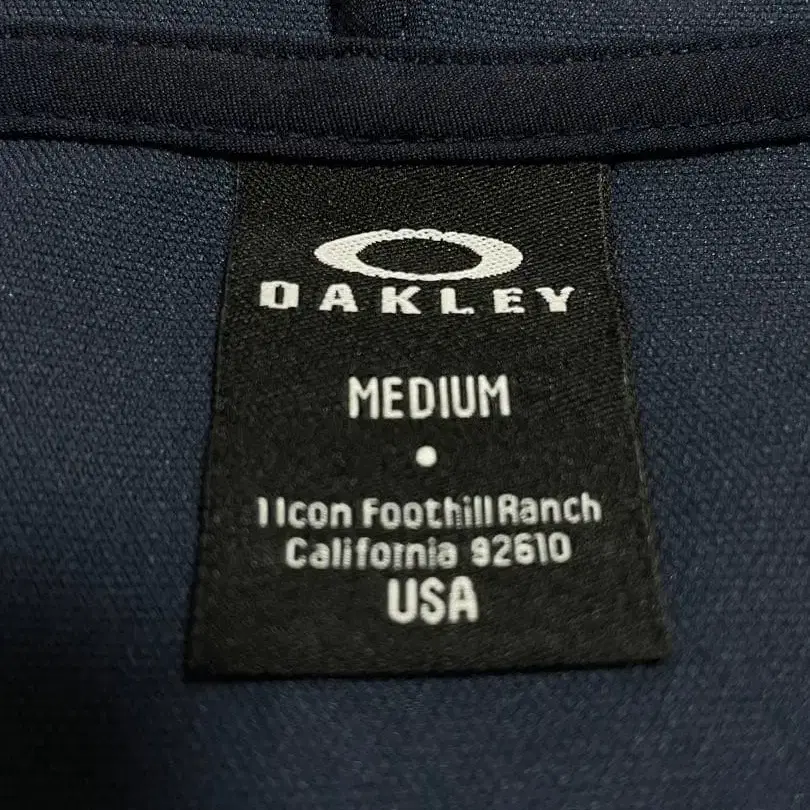 OAKLEY
MEDIUM
1 Icon Foothill Ranch
California 92610
USA